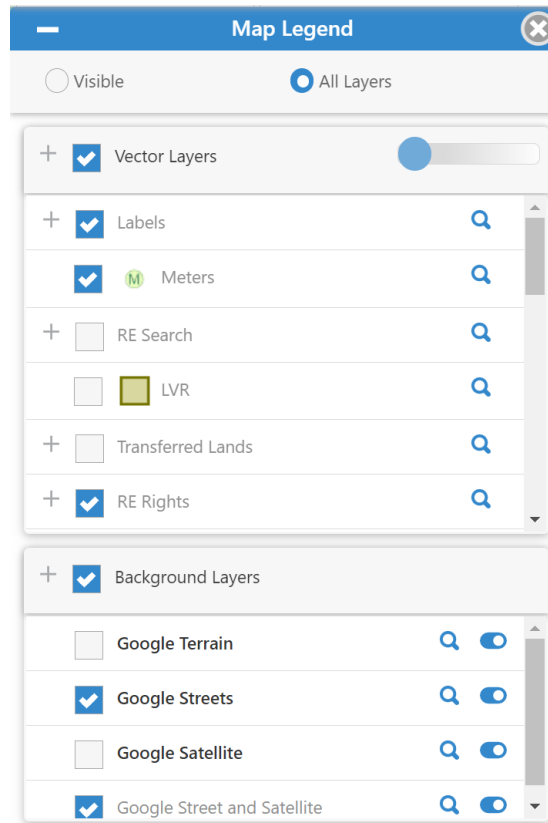 Map Legend
Visible All Layers
Vector Layers
Labels
M Meters
RE Search
LVR
Transferred Lands
RE Rights
Background Layers
Google Terrain
Google Streets
Google Satellite
Google Street and Satellite